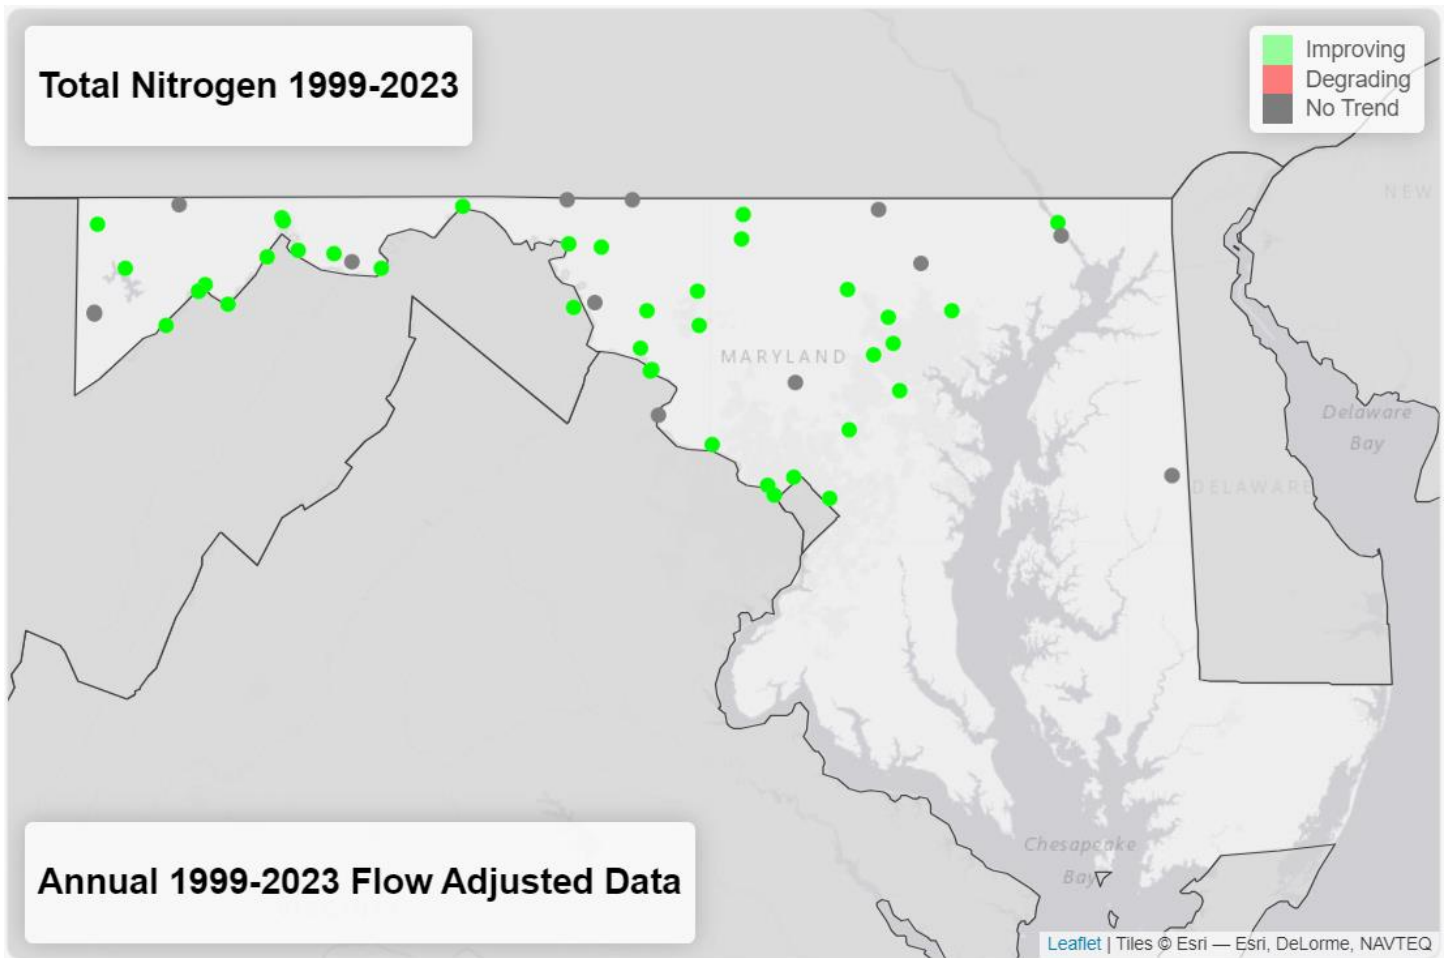 Total Nitrogen 1999-2023
Improving
Degrading
No Trend
NEW
MARYLAND
Delaware
Bay
DELAWARE
Chesapeake
Bay
Annual 1999-2023 Flow Adjusted Data
Leaflet | Tiles © Esri — Esri, DeLorme, NAVTEQ